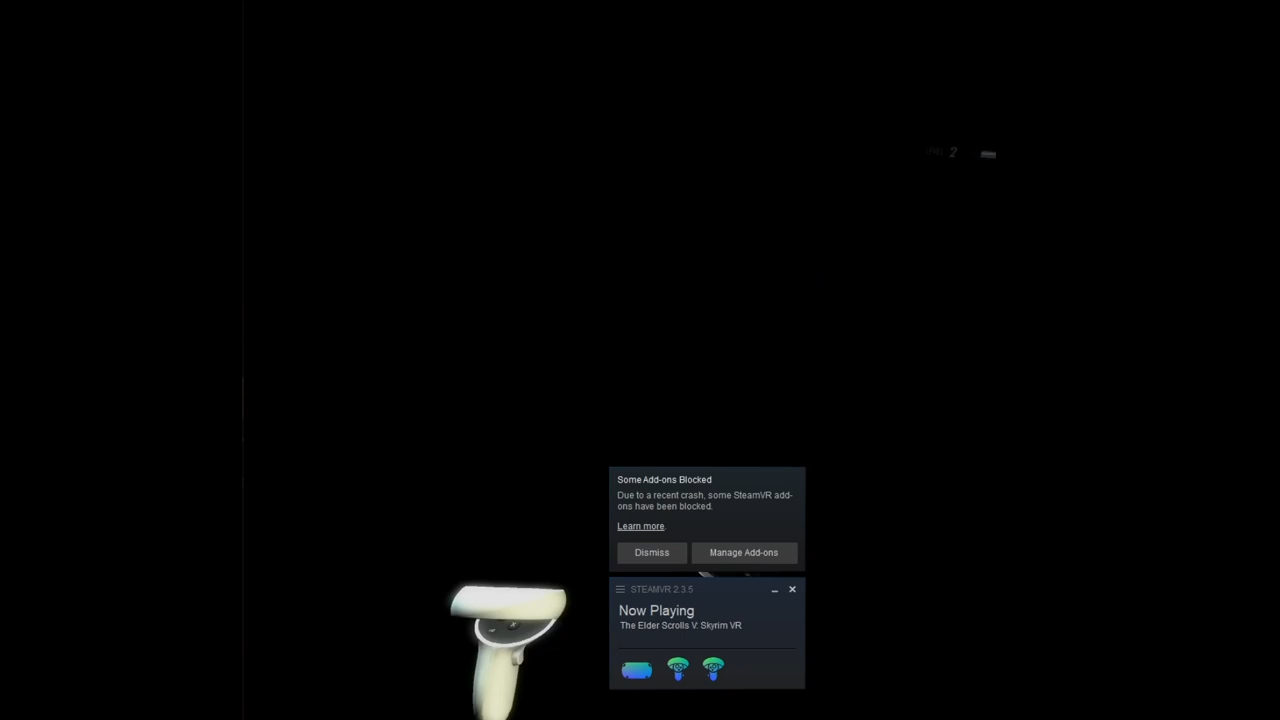 2
Some Add-ons Blocked
Due to a recent crash, some SteamVR add-
ons have been blocked.
Learn more.
Dismiss
Manage Add-ons
STEAMVR 2.3.5
Now Playing
The Elder Scrolls V: Skyrim VR